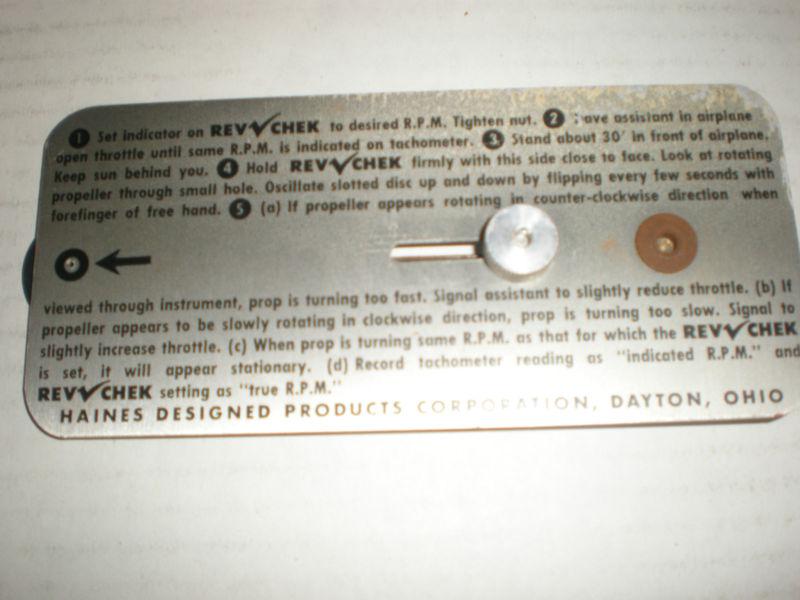 1 Set indicator on REV✓CHEK to desired R.P.M. Tighten nut. 2 ave assistant in airplane
open throttle until same R.P.M. is indicated on tachometer. 3 Stand about 30' in front of airplane.
Keep sun behind you. 4 Hold REV✓CHEK firmly with this side close to face. Look at rotating
propeller through small hole. Oscillate slotted disc up and down by flipping every few seconds with
forefinger of free hand. 5 (a) If propeller appears rotating in counter-clockwise direction when
viewed through instrument, prop is turning too fast. Signal assistant to slightly reduce throttle. (b) If
propeller appears to be slowly rotating in clockwise direction, prop is turning too slow. Signal to
slightly increase throttle. (c) When prop is turning same R.P.M. as that for which the REV✓CHEK
is set, it will appear stationary. (d) Record tachometer reading as "indicated R.P.M." and
REV✓CHEK setting as "true R.P.M."
HAINES DESIGNED PRODUCTS CORPORATION, DAYTON, OHIO